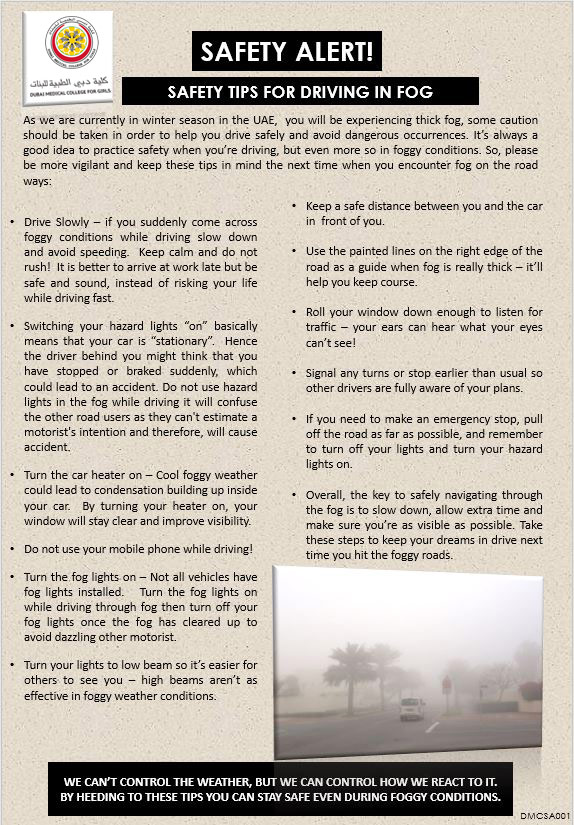 كلية دبي الطبية للبنات
DUBAI MEDICAL COLLEGE FOR GIRLS
SAFETY ALERT!
SAFETY TIPS FOR DRIVING IN FOG
As we are currently in winter season in the UAE, you will be experiencing thick fog, some caution
should be taken in order to help you drive safely and avoid dangerous occurrences. It's always a
good idea to practice safety when you're driving, but even more so in foggy conditions. So, please
be more vigilant and keep these tips in mind the next time when you encounter fog on the road
ways:
• Drive Slowly – if you suddenly come across
foggy conditions while driving slow down
and avoid speeding. Keep calm and do not
rush! It is better to arrive at work late but be
safe and sound, instead of risking your life
while driving fast.
• Switching your hazard lights "on" basically
means that your car is "stationary". Hence
the driver behind you might think that you
have stopped or braked suddenly, which
could lead to an accident. Do not use hazard
lights in the fog while driving it will confuse
the other road users as they can't estimate a
motorist's intention and therefore, will cause
accident.
• Turn the car heater on – Cool foggy weather
could lead to condensation building up inside
your car. By turning your heater on, your
window will stay clear and improve visibility.
• Do not use your mobile phone while driving!
• Turn the fog lights on – Not all vehicles have
fog lights installed. Turn the fog lights on
while driving through fog then turn off your
fog lights once the fog has cleared up to
avoid dazzling other motorist.
• Turn your lights to low beam so it's easier for
others to see you – high beams aren't as
effective in foggy weather conditions.
• Keep a safe distance between you and the car
in front of you.
• Use the painted lines on the right edge of the
road as a guide when fog is really thick – it'll
help you keep course.
• Roll your window down enough to listen for
traffic – your ears can hear what your eyes
can't see!
• Signal any turns or stop earlier than usual so
other drivers are fully aware of your plans.
• If you need to make an emergency stop, pull
off the road as far as possible, and remember
to turn off your lights and turn your hazard
lights on.
• Overall, the key to safely navigating through
the fog is to slow down, allow extra time and
make sure you're as visible as possible. Take
these steps to keep your dreams in drive next
time you hit the foggy roads.
WE CAN'T CONTROL THE WEATHER, BUT WE CAN CONTROL HOW WE REACT TO IT.
BY HEEDING TO THESE TIPS YOU CAN STAY SAFE EVEN DURING FOGGY CONDITIONS.
DMCSA001